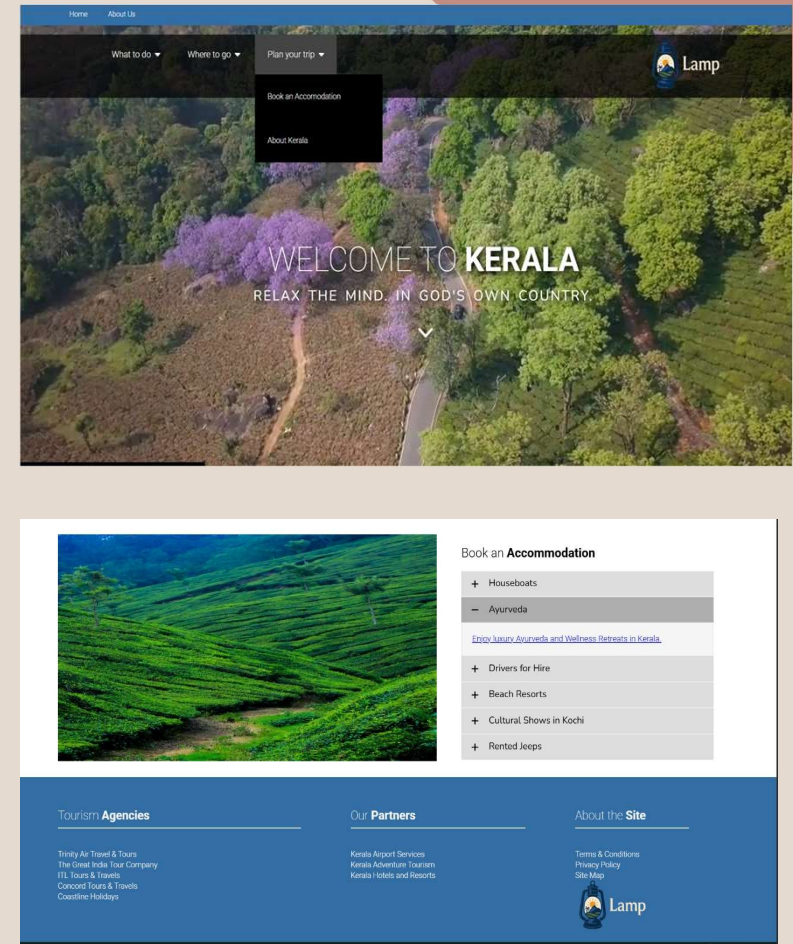 Home About Us
What to do Where to go Plan your trip
Lamp
Book an Accomodation
About Kerala
WELCOME TO KERALA
RELAX THE MIND. IN GOD'S OWN COUNTRY.
Book an Accommodation
+ Houseboats
− Ayurveda
Enjoy luxury Ayurveda and Wellness Retreats in Kerala.
+ Drivers for Hire
+ Beach Resorts
+ Cultural Shows in Kochi
+ Rented Jeeps
Tourism Agencies
Trinity Air Travel & Tours
The Great India Tour Company
ITL Tours & Travels
Concord Tours & Travels
Coastline Holidays
Our Partners
Kerala Airport Services
Kerala Adventure Tourism
Kerala Hotels and Resorts
About the Site
Terms & Conditions
Privacy Policy
Site Map
Lamp